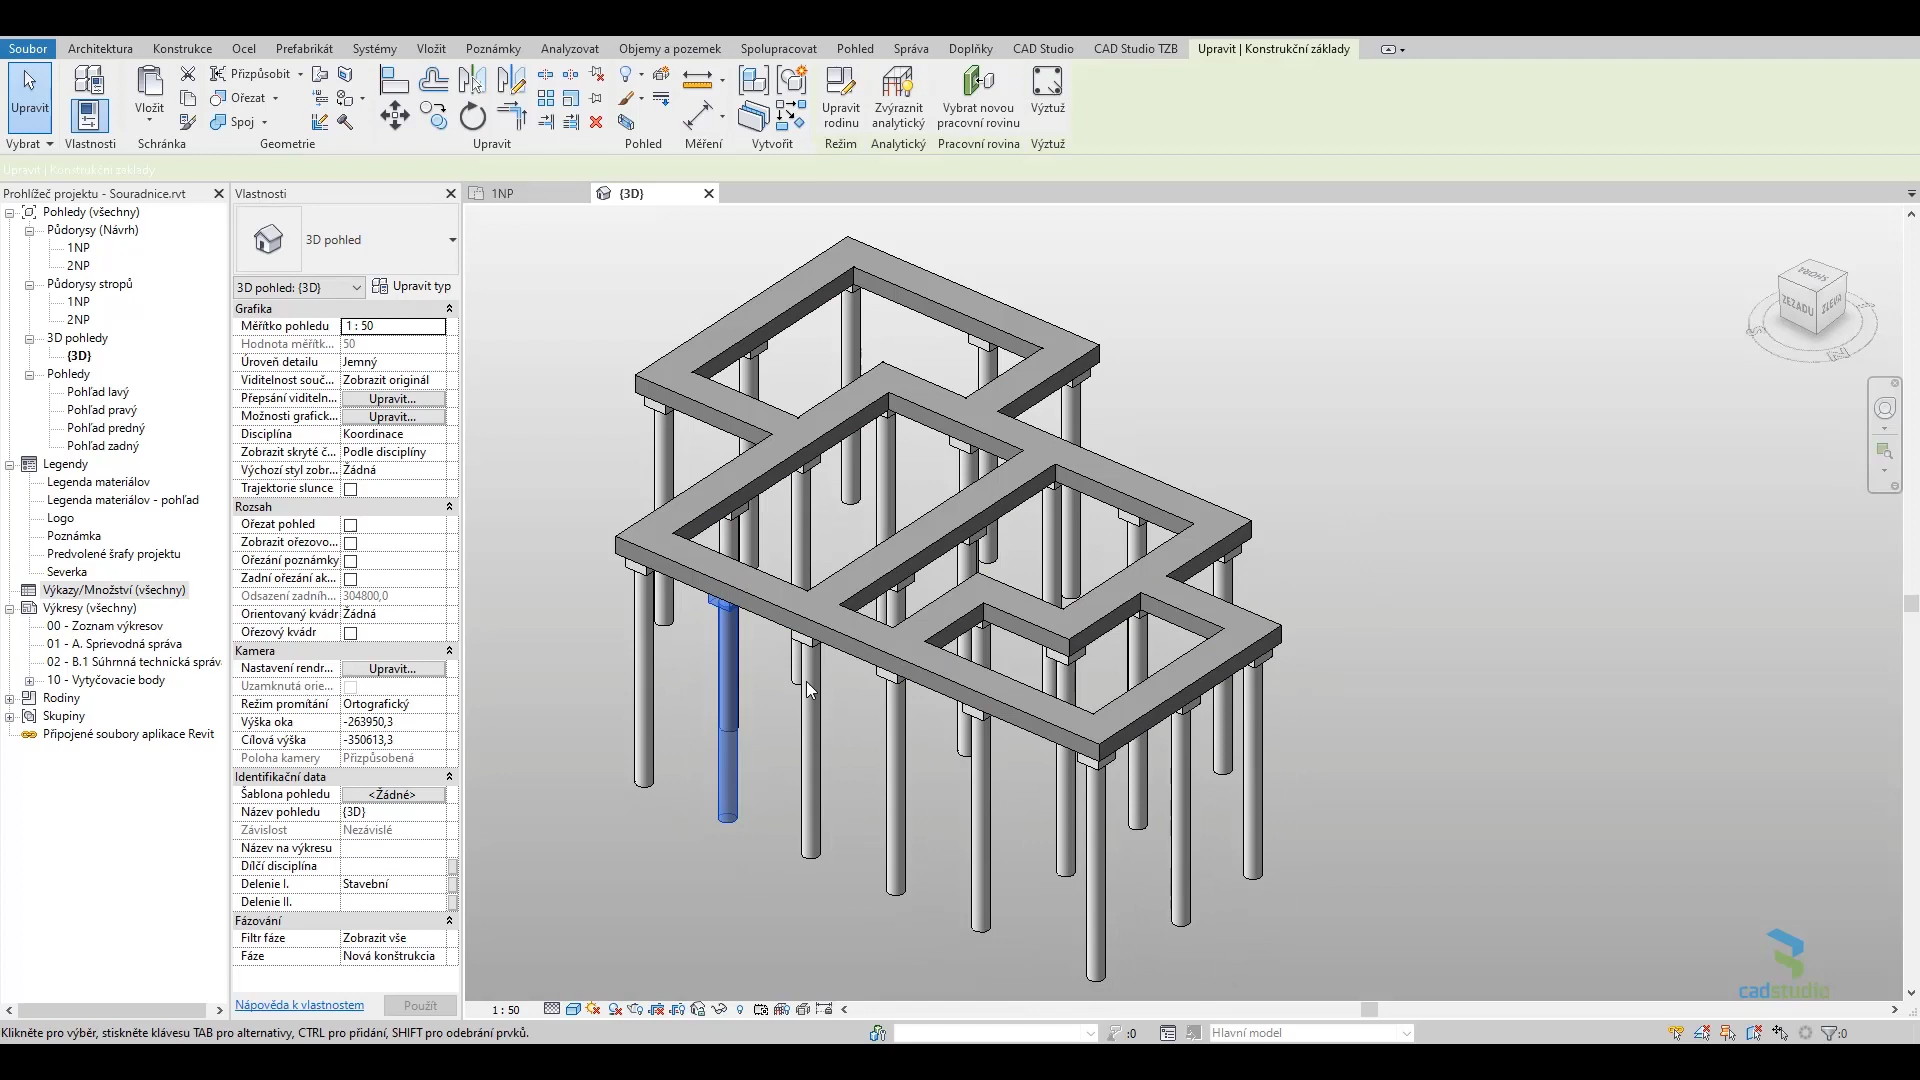 Soubor Architektura Konstrukce Ocel Prefabrikát Systémy Vložit Poznámky Analyzovat Objemy a pozemek Spolupracovat Pohled Správa Doplňky CAD Studio CAD Studio TZB Upravit | Konstrukční základy
Upravit
Vložit
Přizpůsobit
Ořezat
Spoj
Upravit rodinu
Zvýraznit analytický
Vybrat novou pracovní rovinu
Výztuž
Vybrat Vlastnosti Schránka Geometrie Upravit Pohled Měření Vytvořit Režim Analytický Pracovní rovina Výztuž
Upravit | Konstrukční základy
Prohlížeč projektu - Souradnice.rvt
Pohledy (všechny)
Půdorysy (Návrh)
1NP
2NP
Půdorysy stropů
1NP
2NP
3D pohledy
{3D}
Pohledy
Pohľad lavý
Pohľad pravý
Pohľad predný
Pohľad zadný
Legendy
Legenda materiálov
Legenda materiálov - pohľad
Logo
Poznámka
Predvolené šrafy projektu
Severka
Výkazy/Množství (všechny)
Výkresy (všechny)
00 - Zoznam výkresov
01 - A. Sprievodná správa
02 - B.1 Súhrnná technická správ
10 - Vytyčovacie body
Rodiny
Skupiny
Připojené soubory aplikace Revit
Vlastnosti
3D pohled
3D pohled: {3D} Upravit typ
Grafika
Měřítko pohledu 1 : 50
Hodnota měřítk... 50
Úroveň detailu Jemný
Viditelnost souč... Zobrazit originál
Přepsání viditeln... Upravit...
Možnosti grafick... Upravit...
Disciplína Koordinace
Zobrazit skryté č... Podle disciplíny
Výchozí styl zobr... Žádná
Trajektorie slunce
Rozsah
Ořezat pohled
Zobrazit ořezovo...
Ořezání poznámky
Zadní ořezání ak...
Odsazení zadníh... 304800,0
Orientovaný kvádr Žádná
Ořezový kvádr
Kamera
Nastavení rendr... Upravit...
Uzamknutá orie...
Režim promítání Ortografický
Výška oka -263950,3
Cílová výška -350613,3
Poloha kamery Přizpůsobená
Identifikační data
Šablona pohledu <Žádné>
Název pohledu {3D}
Závislost Nezávislé
Název na výkresu
Dílčí disciplína
Delenie I. Stavební
Delenie II.
Fázování
Filtr fáze Zobrazit vše
Fáze Nová konštrukcia
Nápověda k vlastnostem Použít
1NP
{3D}
SHORA
ZEZADU
ZLEVA
cadstudio
1 : 50
Klikněte pro výběr, stiskněte klávesu TAB pro alternativy, CTRL pro přidání, SHIFT pro odebrání prvků.
:0
Hlavní model
:0